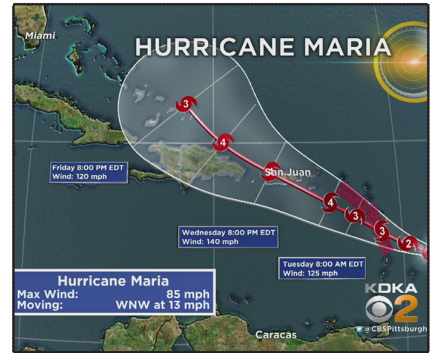 Miami
HURRICANE MARIA
3
4
San Juan
4
3
3
2
Friday 8:00 PM EDT
Wind: 120 mph
Wednesday 8:00 PM EDT
Wind: 140 mph
Tuesday 8:00 AM EDT
Wind: 125 mph
Hurricane Maria
Max Wind: 85 mph
Moving: WNW at 13 mph
KDKA
2
@CBSPittsburgh
Caracas